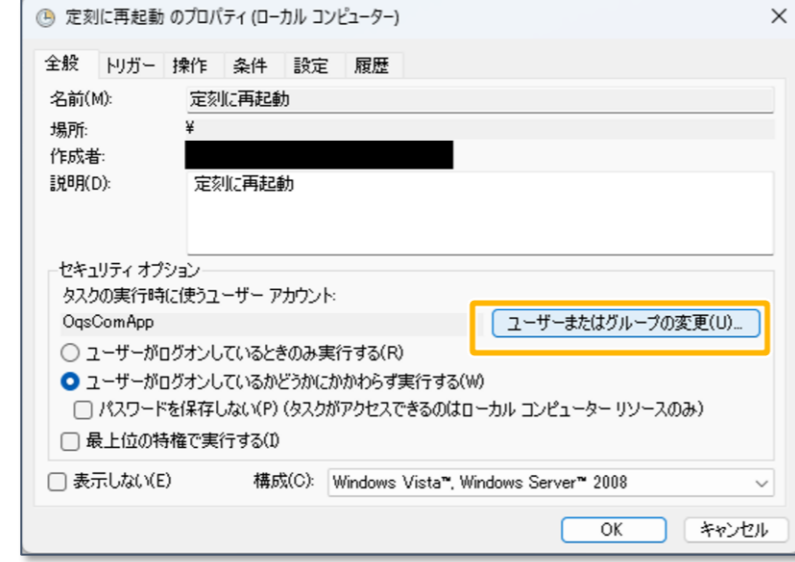 定刻に再起動 のプロパティ (ローカル コンピューター)
全般 トリガー 操作 条件 設定 履歴
名前(M): 定刻に再起動
場所: ¥
作成者:
説明(D): 定刻に再起動
セキュリティ オプション
タスクの実行時に使うユーザー アカウント:
OqsComApp ユーザーまたはグループの変更(U)...
ユーザーがログオンしているときのみ実行する(R)
ユーザーがログオンしているかどうかにかかわらず実行する(W)
パスワードを保存しない(P) (タスクがアクセスできるのはローカル コンピューター リソースのみ)
最上位の特権で実行する(I)
表示しない(E) 構成(C): Windows Vista™, Windows Server™ 2008
OK キャンセル